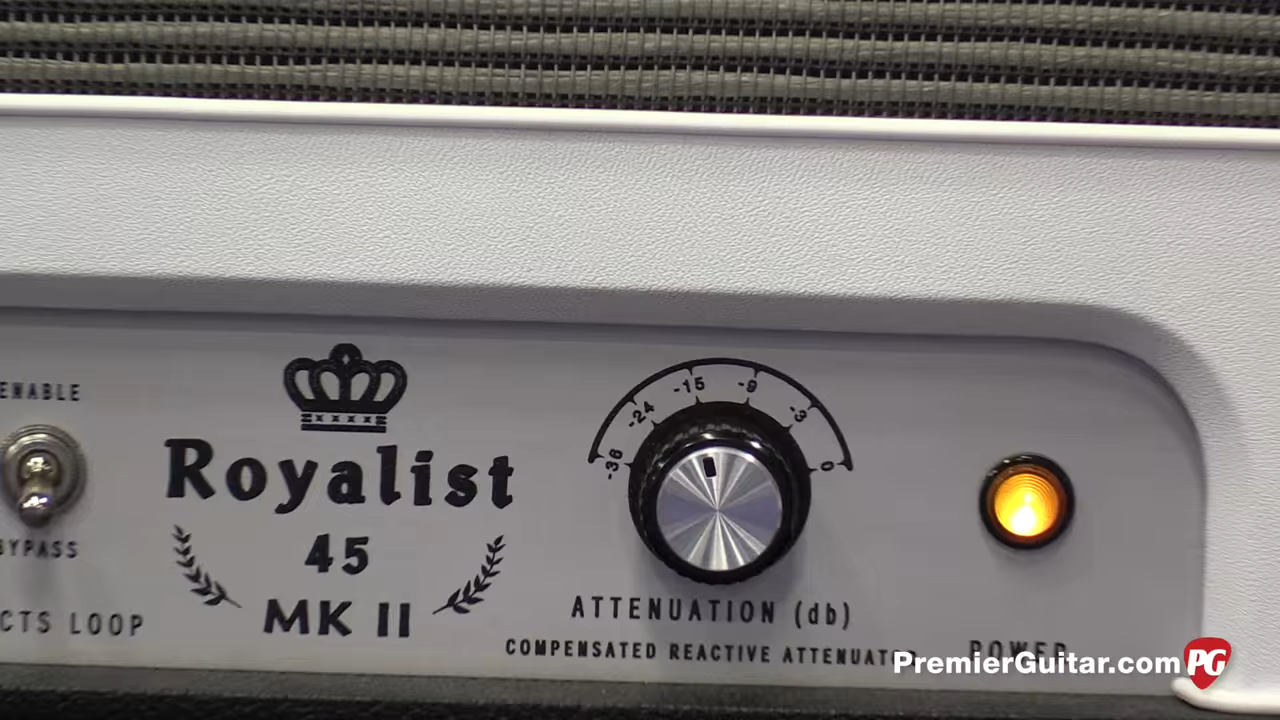 ENABLE
BYPASS
CTS LOOP
Royalist
45
MK II
-36 -24 -15 -9 -3 0
ATTENUATION (db)
COMPENSATED REACTIVE ATTENUATOR
POWER
PremierGuitar.com PG